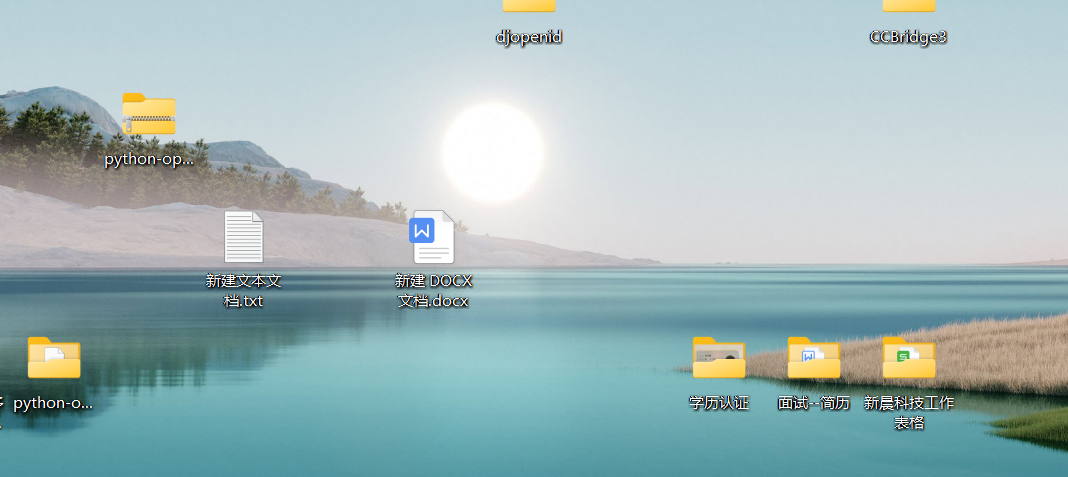 djopenid
CCBridge3
python-op...
新建文本文
档.txt
新建 DOCX
文档.docx
python-o...
学历认证
面试--简历
新晨科技工作
表格